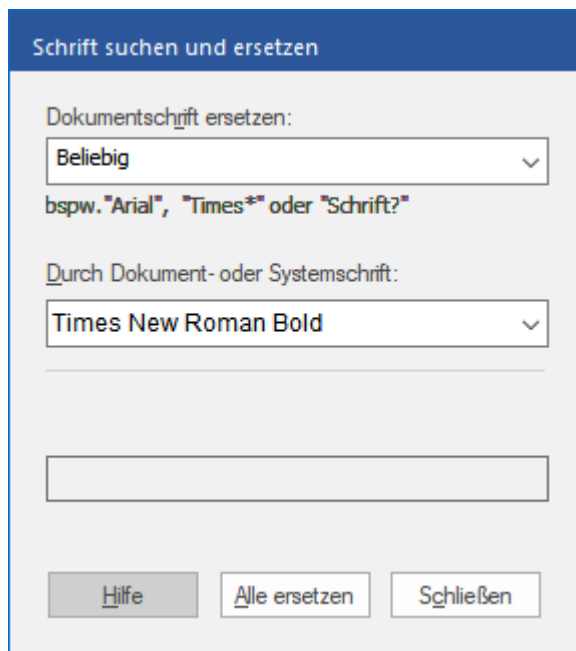 Schrift suchen und ersetzen
Dokumentschrift ersetzen:
Beliebig
bspw. "Arial", "Times*" oder "Schrift?"
Durch Dokument- oder Systemschrift:
Times New Roman Bold
Hilfe Alle ersetzen Schließen